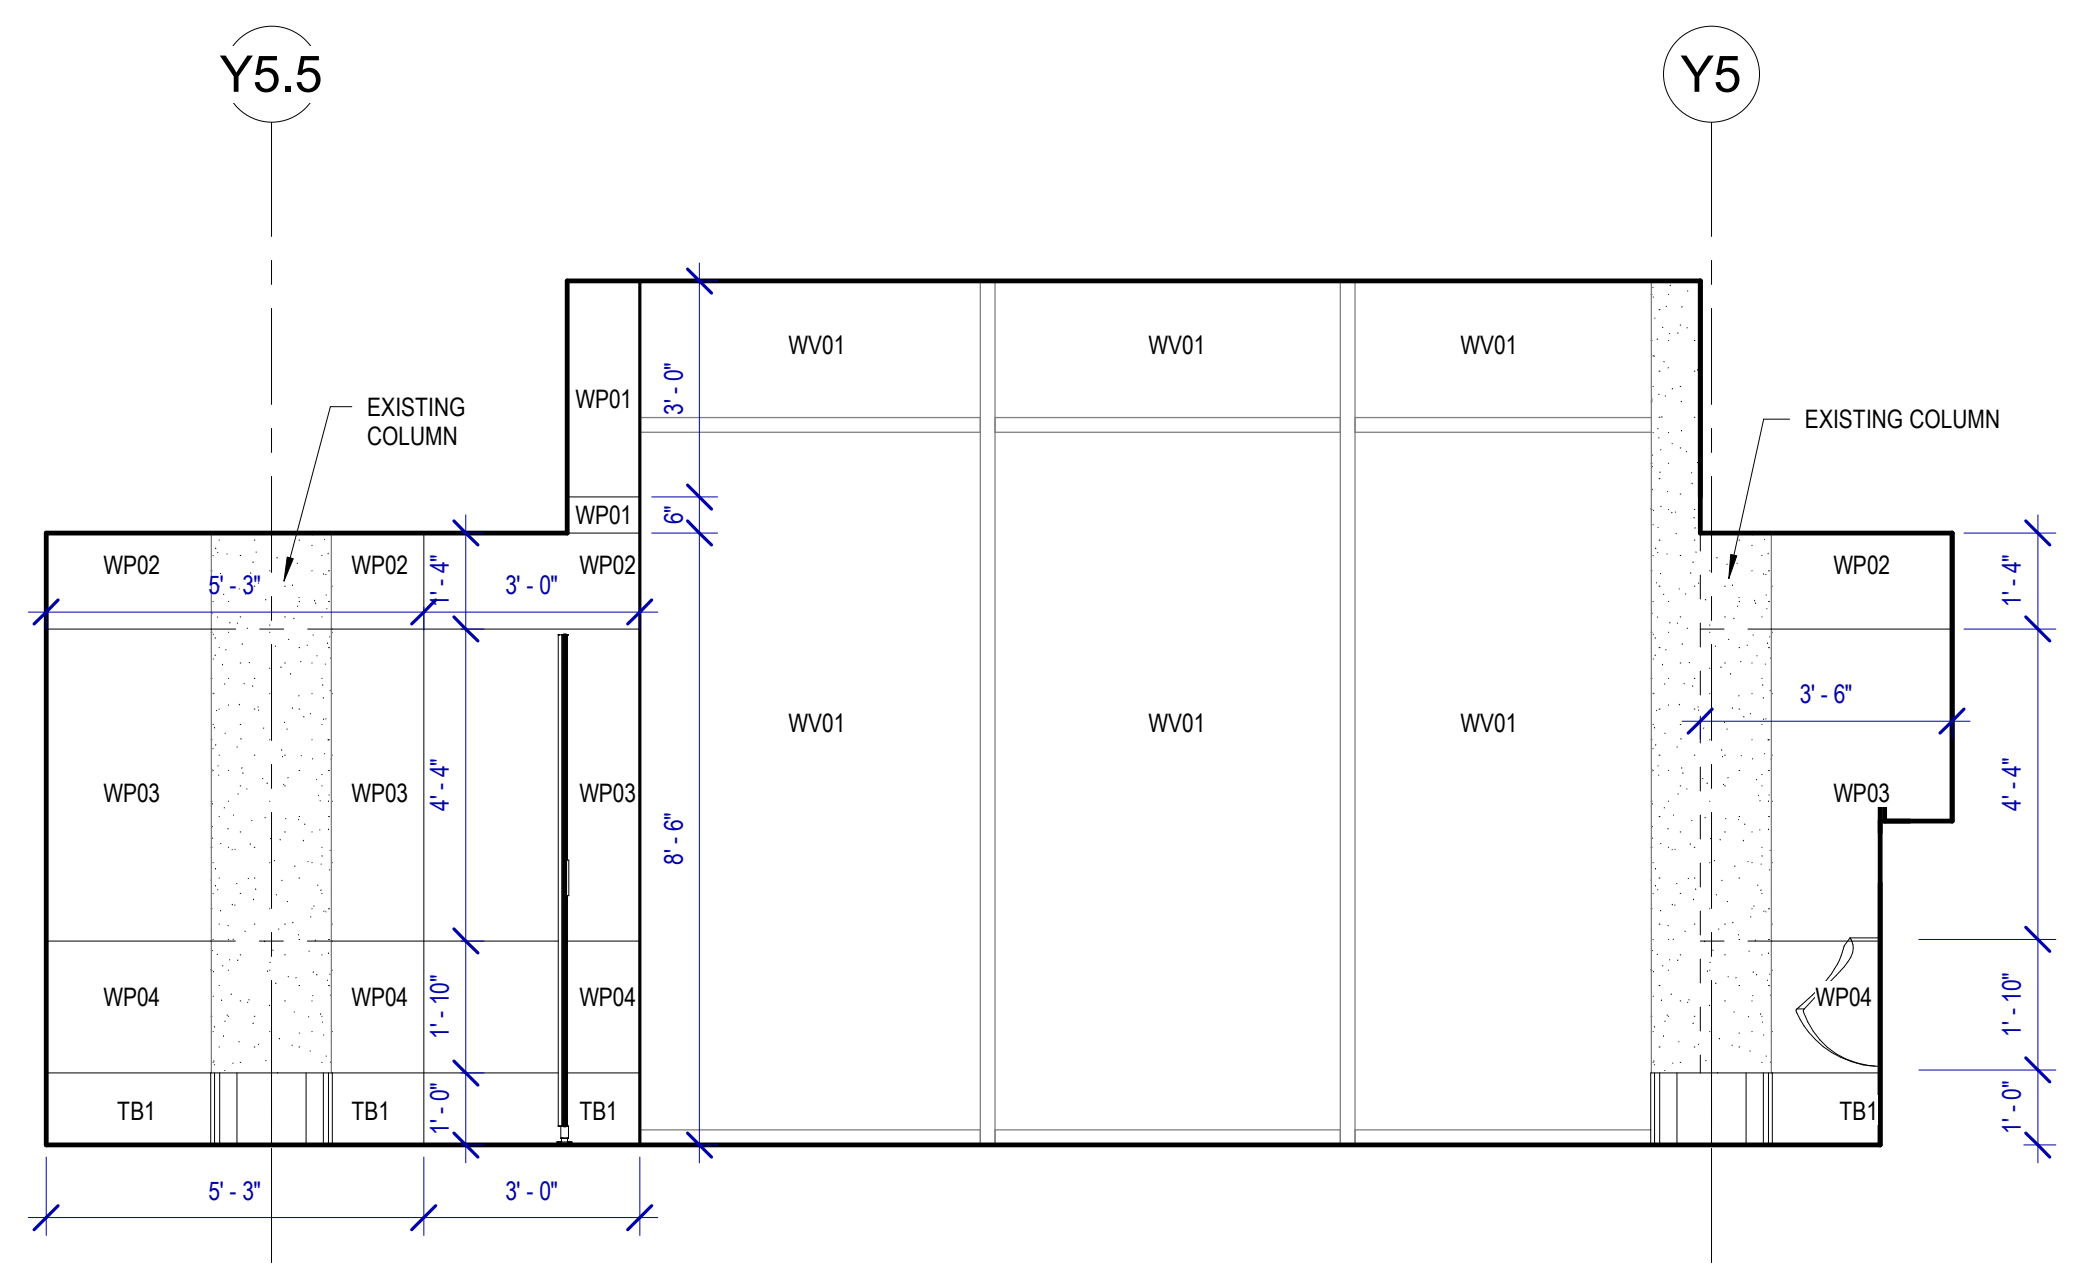 Y5.5
Y5
WV01
WV01
WV01
3' - 0"
WP01
EXISTING
COLUMN
EXISTING COLUMN
WP01
6"
WP02
WP02
WP02
WP02
5' - 3"
1' - 4"
3' - 0"
1' - 4"
3' - 6"
WV01
WV01
WV01
WP03
WP03
4' - 4"
WP03
WP03
4' - 4"
8' - 6"
WP04
WP04
1' - 10"
WP04
WP04
1' - 10"
TB1
TB1
1' - 0"
TB1
TB1
1' - 0"
5' - 3"
3' - 0"